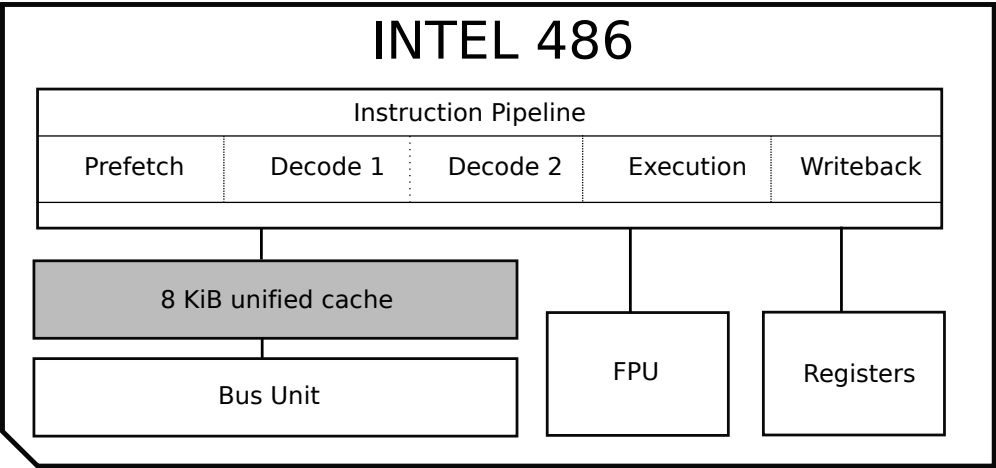 INTEL 486
Instruction Pipeline
Prefetch Decode 1 Decode 2 Execution Writeback
8 KiB unified cache
FPU
Registers
Bus Unit